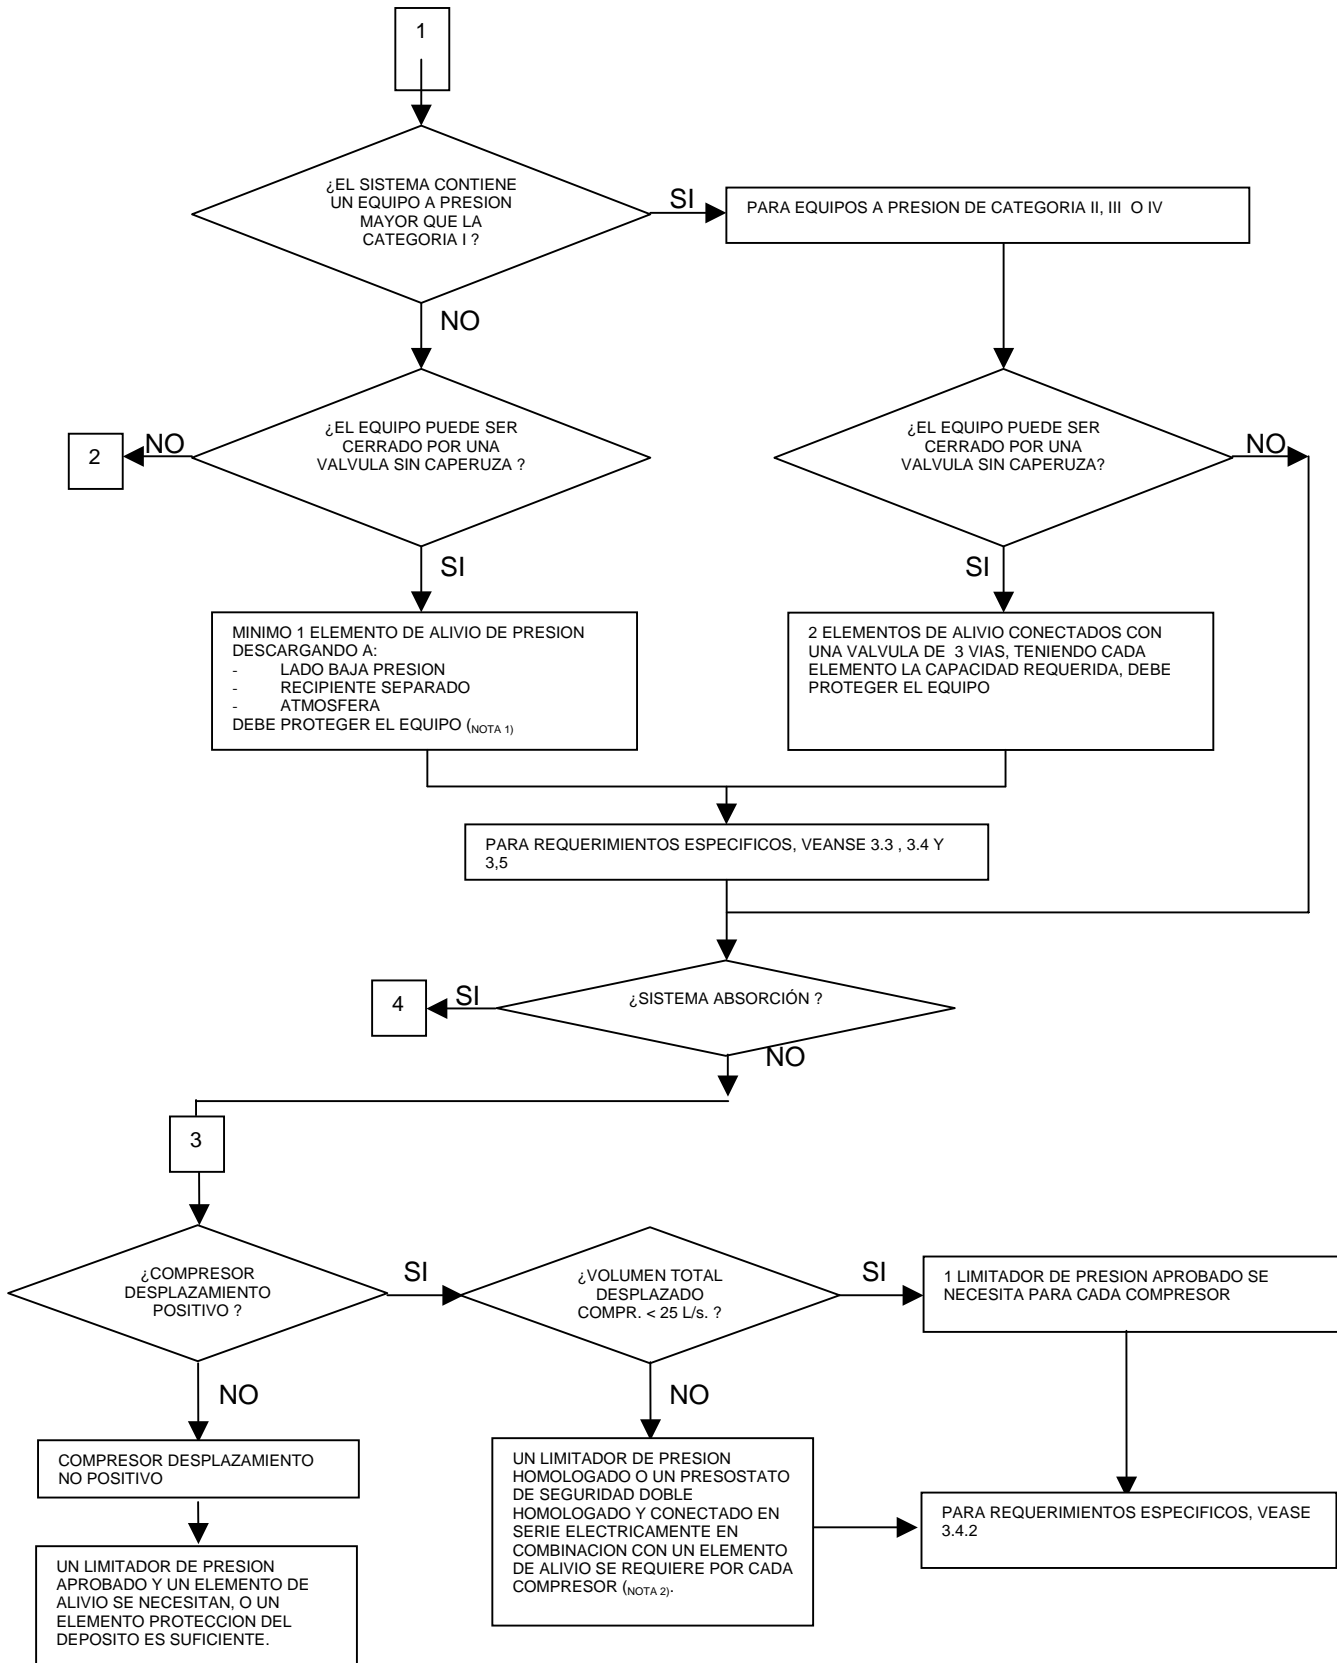 1
¿EL SISTEMA CONTIENE
UN EQUIPO A PRESION
MAYOR QUE LA
CATEGORIA I ?
SI
PARA EQUIPOS A PRESION DE CATEGORIA II, III O IV
NO
¿EL EQUIPO PUEDE SER
CERRADO POR UNA
VALVULA SIN CAPERUZA ?
NO
2
¿EL EQUIPO PUEDE SER
CERRADO POR UNA
VALVULA SIN CAPERUZA?
NO
SI
SI
MINIMO 1 ELEMENTO DE ALIVIO DE PRESION
DESCARGANDO A:
- LADO BAJA PRESION
- RECIPIENTE SEPARADO
- ATMOSFERA
DEBE PROTEGER EL EQUIPO (NOTA 1)
2 ELEMENTOS DE ALIVIO CONECTADOS CON
UNA VALVULA DE 3 VIAS, TENIENDO CADA
ELEMENTO LA CAPACIDAD REQUERIDA, DEBE
PROTEGER EL EQUIPO
PARA REQUERIMIENTOS ESPECIFICOS, VEANSE 3.3 , 3.4 Y
3,5
4
SI
¿SISTEMA ABSORCIÓN ?
NO
3
¿COMPRESOR
DESPLAZAMIENTO
POSITIVO ?
SI
¿VOLUMEN TOTAL
DESPLAZADO
COMPR. < 25 L/s. ?
SI
1 LIMITADOR DE PRESION APROBADO SE
NECESITA PARA CADA COMPRESOR
NO
NO
COMPRESOR DESPLAZAMIENTO
NO POSITIVO
UN LIMITADOR DE PRESION
HOMOLOGADO O UN PRESOSTATO
DE SEGURIDAD DOBLE
HOMOLOGADO Y CONECTADO EN
SERIE ELECTRICAMENTE EN
COMBINACION CON UN ELEMENTO
DE ALIVIO SE REQUIERE POR CADA
COMPRESOR (NOTA 2).
PARA REQUERIMIENTOS ESPECIFICOS, VEASE
3.4.2
UN LIMITADOR DE PRESION
APROBADO Y UN ELEMENTO DE
ALIVIO SE NECESITAN, O UN
ELEMENTO PROTECCION DEL
DEPOSITO ES SUFICIENTE.